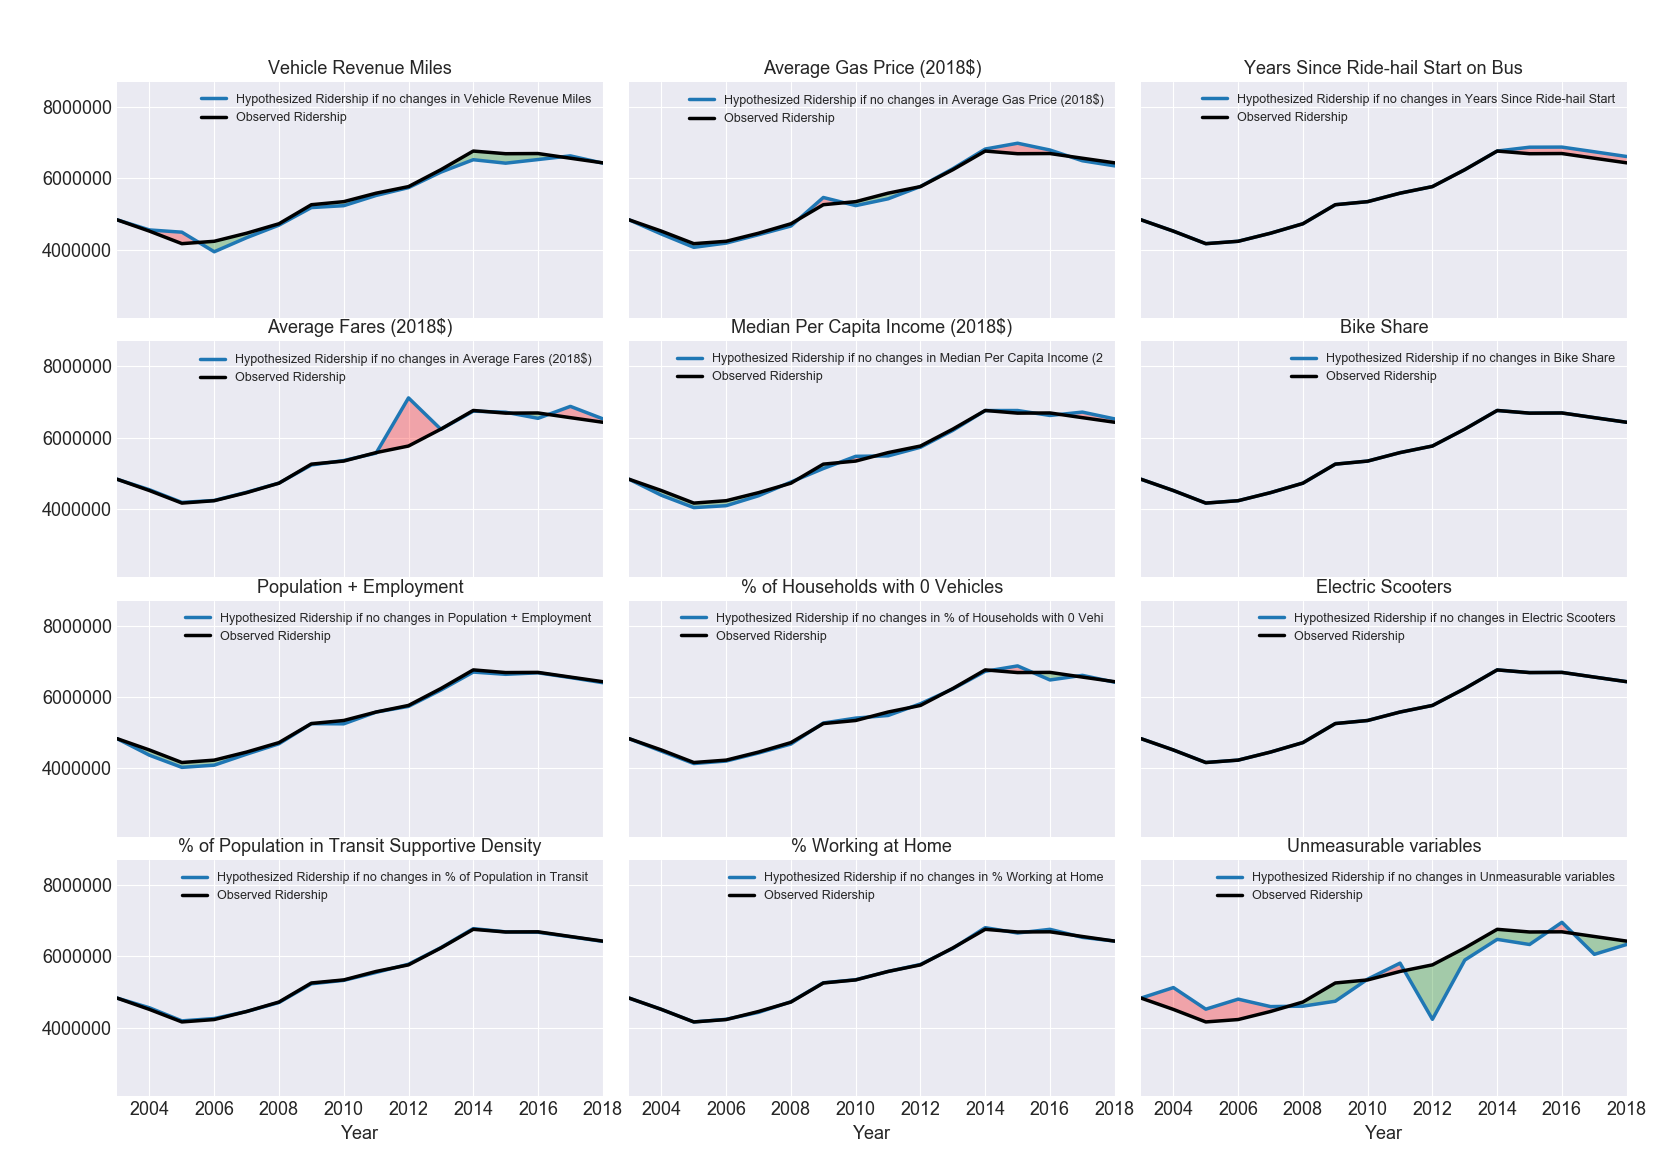 Vehicle Revenue Miles
Average Gas Price (2018$)
Years Since Ride-hail Start on Bus
8000000
6000000
4000000
Hypothesized Ridership if no changes in Vehicle Revenue Miles
Observed Ridership
Hypothesized Ridership if no changes in Average Gas Price (2018$)
Observed Ridership
Hypothesized Ridership if no changes in Years Since Ride-hail Start
Observed Ridership
Average Fares (2018$)
Median Per Capita Income (2018$)
Bike Share
8000000
6000000
4000000
Hypothesized Ridership if no changes in Average Fares (2018$)
Observed Ridership
Hypothesized Ridership if no changes in Median Per Capita Income (2
Observed Ridership
Hypothesized Ridership if no changes in Bike Share
Observed Ridership
Population + Employment
% of Households with 0 Vehicles
Electric Scooters
8000000
6000000
4000000
Hypothesized Ridership if no changes in Population + Employment
Observed Ridership
Hypothesized Ridership if no changes in % of Households with 0 Vehi
Observed Ridership
Hypothesized Ridership if no changes in Electric Scooters
Observed Ridership
% of Population in Transit Supportive Density
% Working at Home
Unmeasurable variables
8000000
6000000
4000000
Hypothesized Ridership if no changes in % of Population in Transit
Observed Ridership
Hypothesized Ridership if no changes in % Working at Home
Observed Ridership
Hypothesized Ridership if no changes in Unmeasurable variables
Observed Ridership
2004 2006 2008 2010 2012 2014 2016 2018
2004 2006 2008 2010 2012 2014 2016 2018
2004 2006 2008 2010 2012 2014 2016 2018
Year
Year
Year